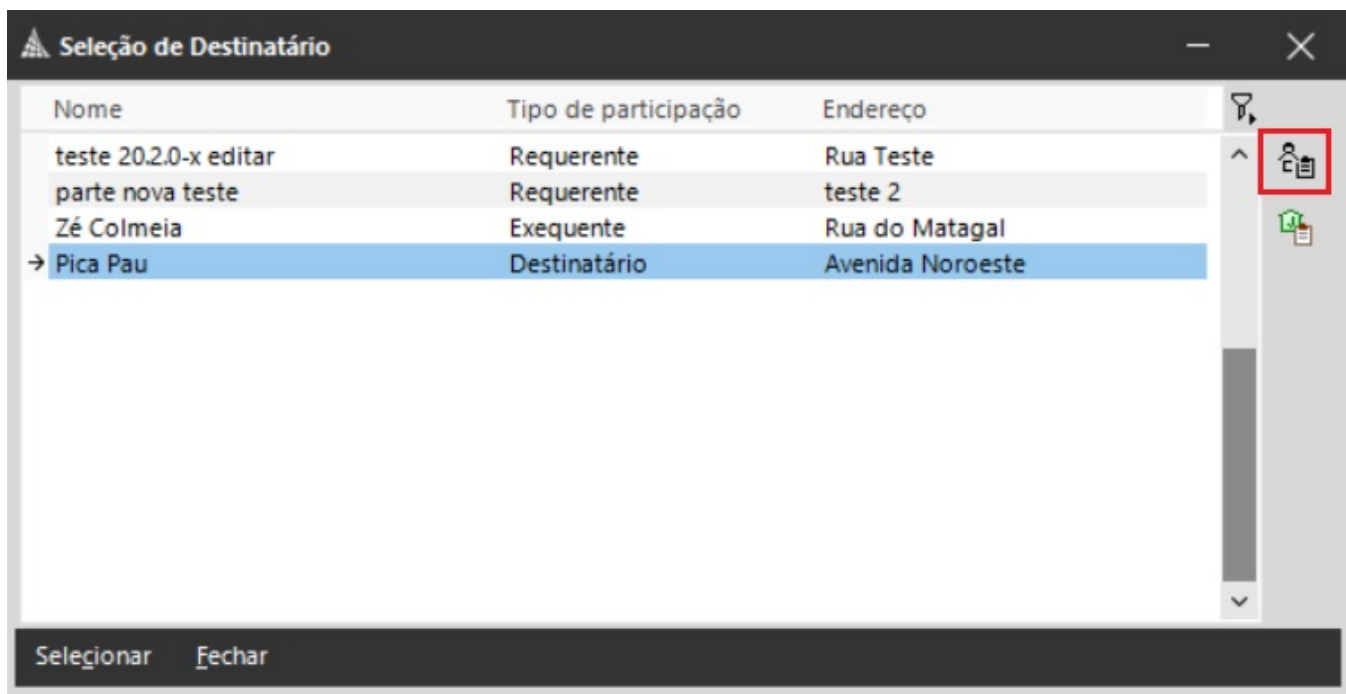 Seleção de Destinatário
Nome Tipo de participação Endereço
teste 20.2.0-x editar Requerente Rua Teste
parte nova teste Requerente teste 2
Zé Colmeia Exequente Rua do Matagal
Pica Pau Destinatário Avenida Noroeste
Selecionar Fechar